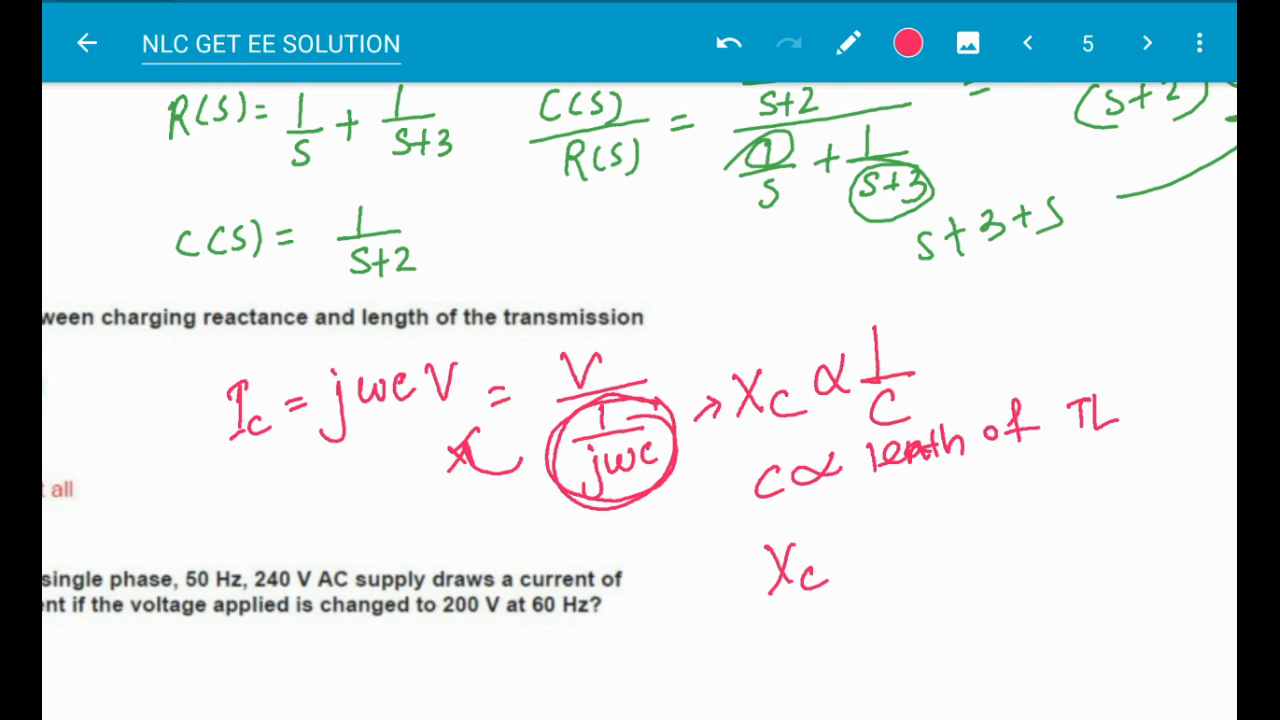 NLC GET EE SOLUTION
5
R(S)= 1/S + 1/S+3
C(S)/R(S) = S+2 / 1/S + 1/S+3 =
(S+2)
S+3+S
C(S) = 1/S+2
ween charging reactance and length of the transmission
Ic = jωcV = V / 1/jωc → Xc ∝ 1/C
C ∝ lenth of TL
all
Xc
single phase, 50 Hz, 240 V AC supply draws a current of
nt if the voltage applied is changed to 200 V at 60 Hz?